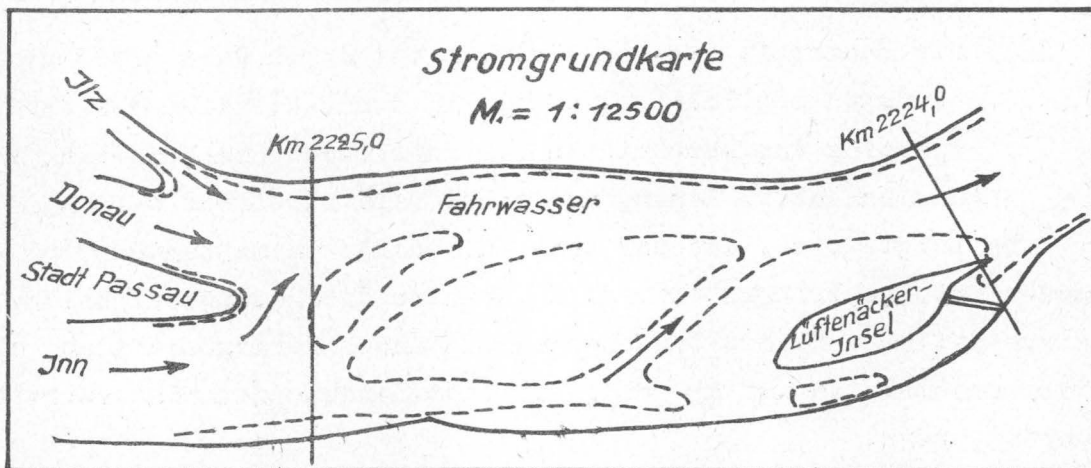 Stromgrundkarte
M. = 1:12500
Jlz
Km 2225,0
Km 2224,0
Donau
Fahrwasser
Stadt Passau
Lüftenäcker-
Jnsel
Jnn